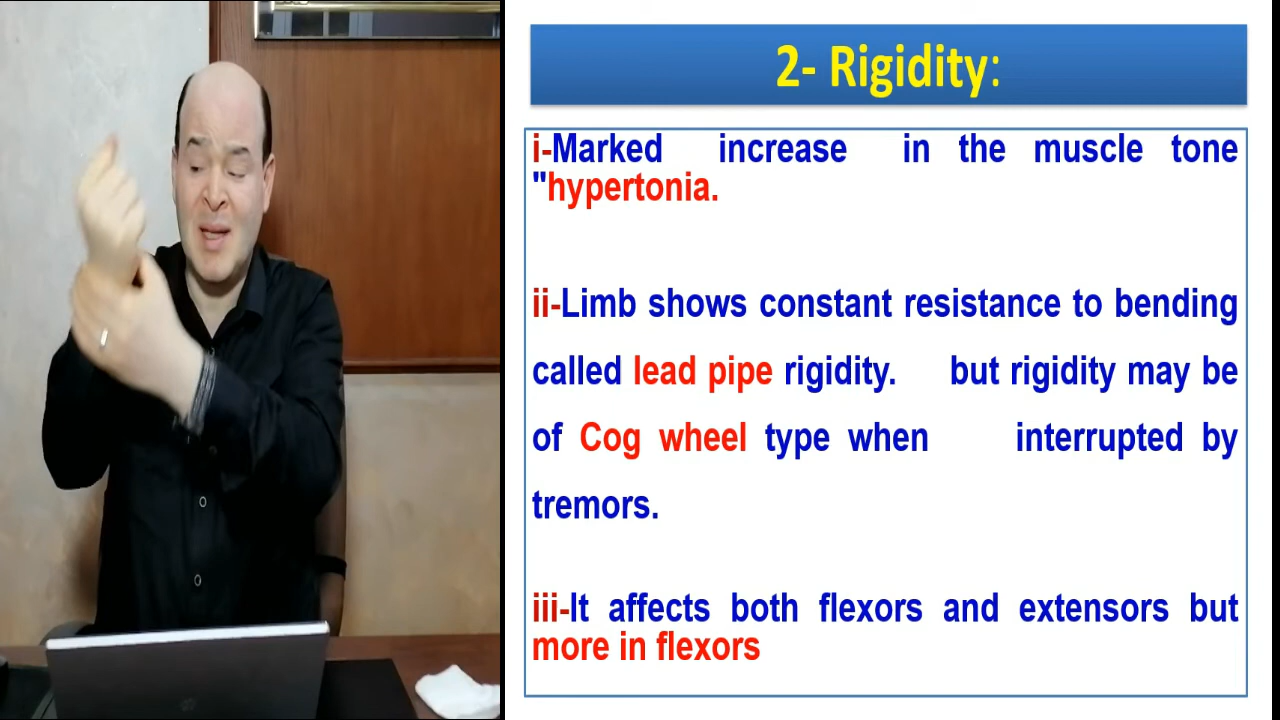 2- Rigidity:
i-Marked increase in the muscle tone
"hypertonia.
ii-Limb shows constant resistance to bending
called lead pipe rigidity. but rigidity may be
of Cog wheel type when interrupted by
tremors.
iii-It affects both flexors and extensors but
more in flexors